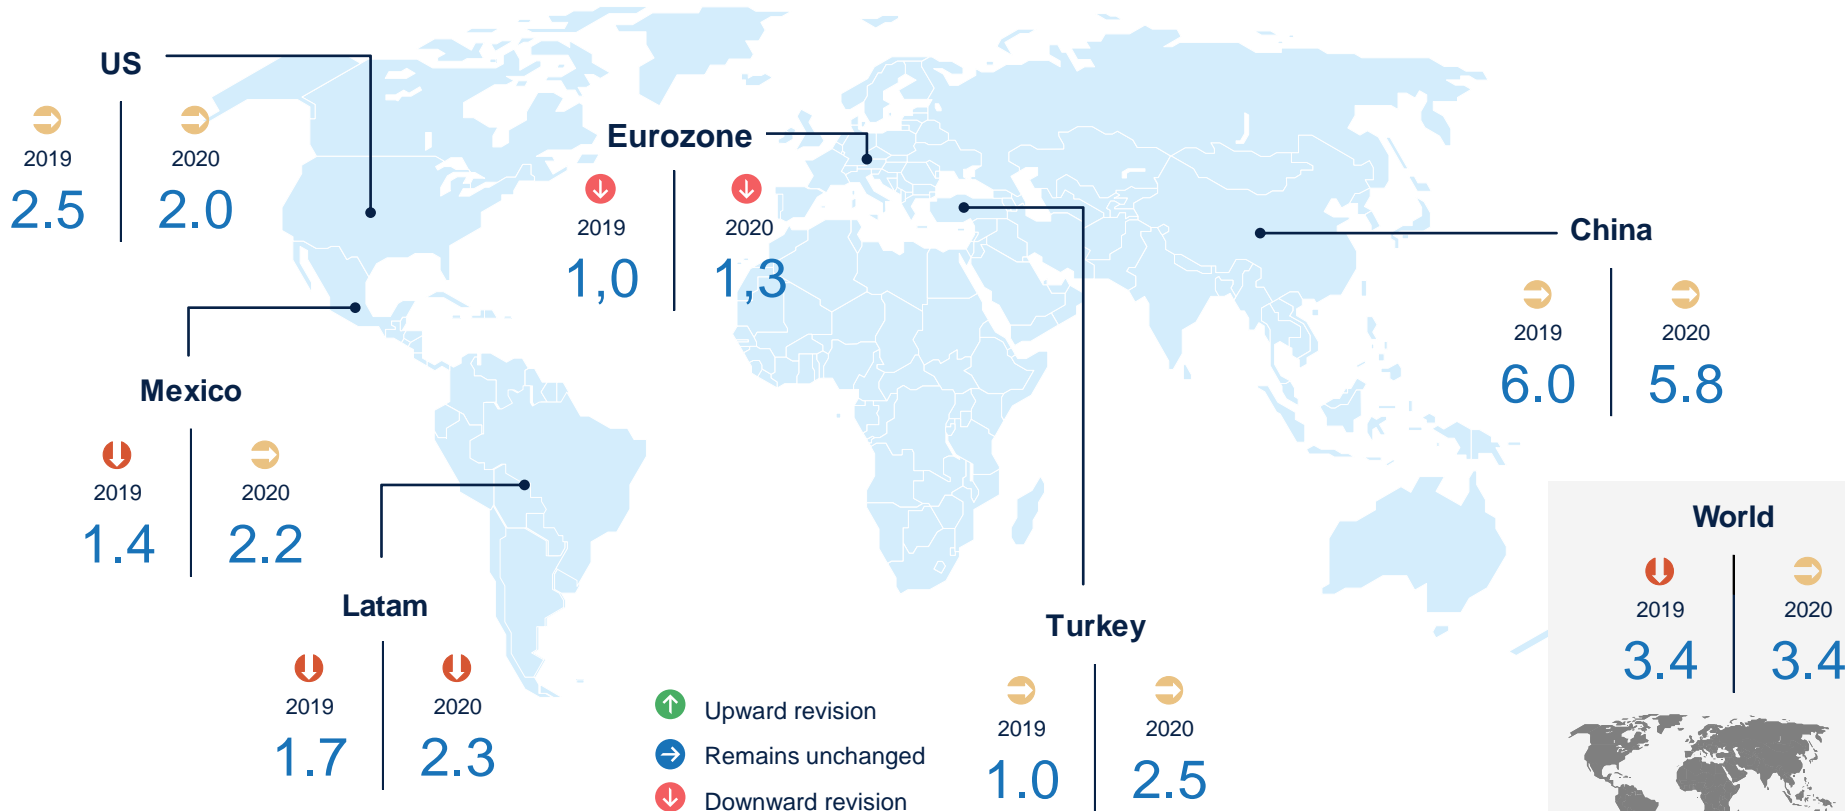 US
2019 2020
2.5 2.0
Eurozone
2019 2020
1,0 1,3
China
2019 2020
6.0 5.8
Mexico
2019 2020
1.4 2.2
Latam
2019 2020
1.7 2.3
Turkey
2019 2020
1.0 2.5
World
2019 2020
3.4 3.4
Upward revision
Remains unchanged
Downward revision